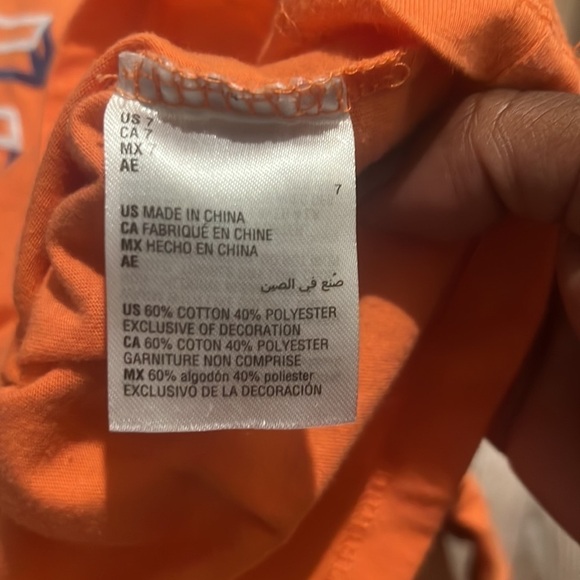 US 7
CA 7
MX 7
AE
7
US MADE IN CHINA
CA FABRIQUÉ EN CHINE
MX HECHO EN CHINA
AE
صُنع في الصين
US 60% COTTON 40% POLYESTER
EXCLUSIVE OF DECORATION
CA 60% COTON 40% POLYESTER
GARNITURE NON COMPRISE
MX 60% algodón 40% poliester
EXCLUSIVO DE LA DECORACIÓN